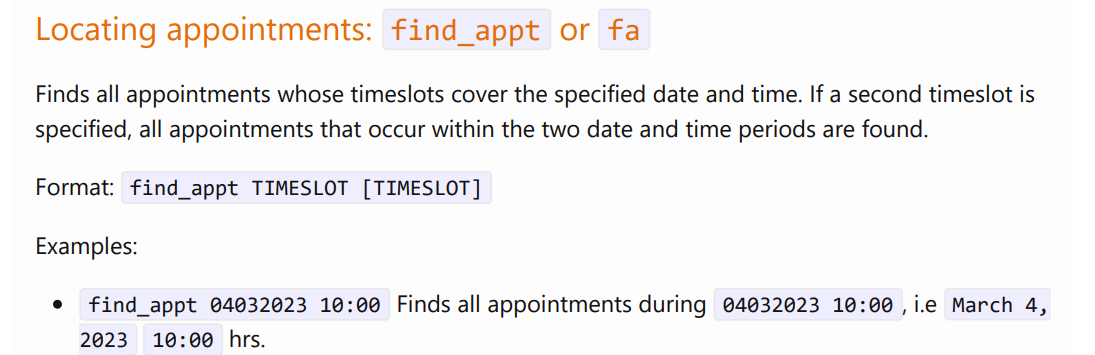 Locating appointments: find_appt or fa
Finds all appointments whose timeslots cover the specified date and time. If a second timeslot is
specified, all appointments that occur within the two date and time periods are found.
Format: find_appt TIMESLOT [TIMESLOT]
Examples:
• find_appt 04032023 10:00 Finds all appointments during 04032023 10:00, i.e March 4,
2023 10:00 hrs.